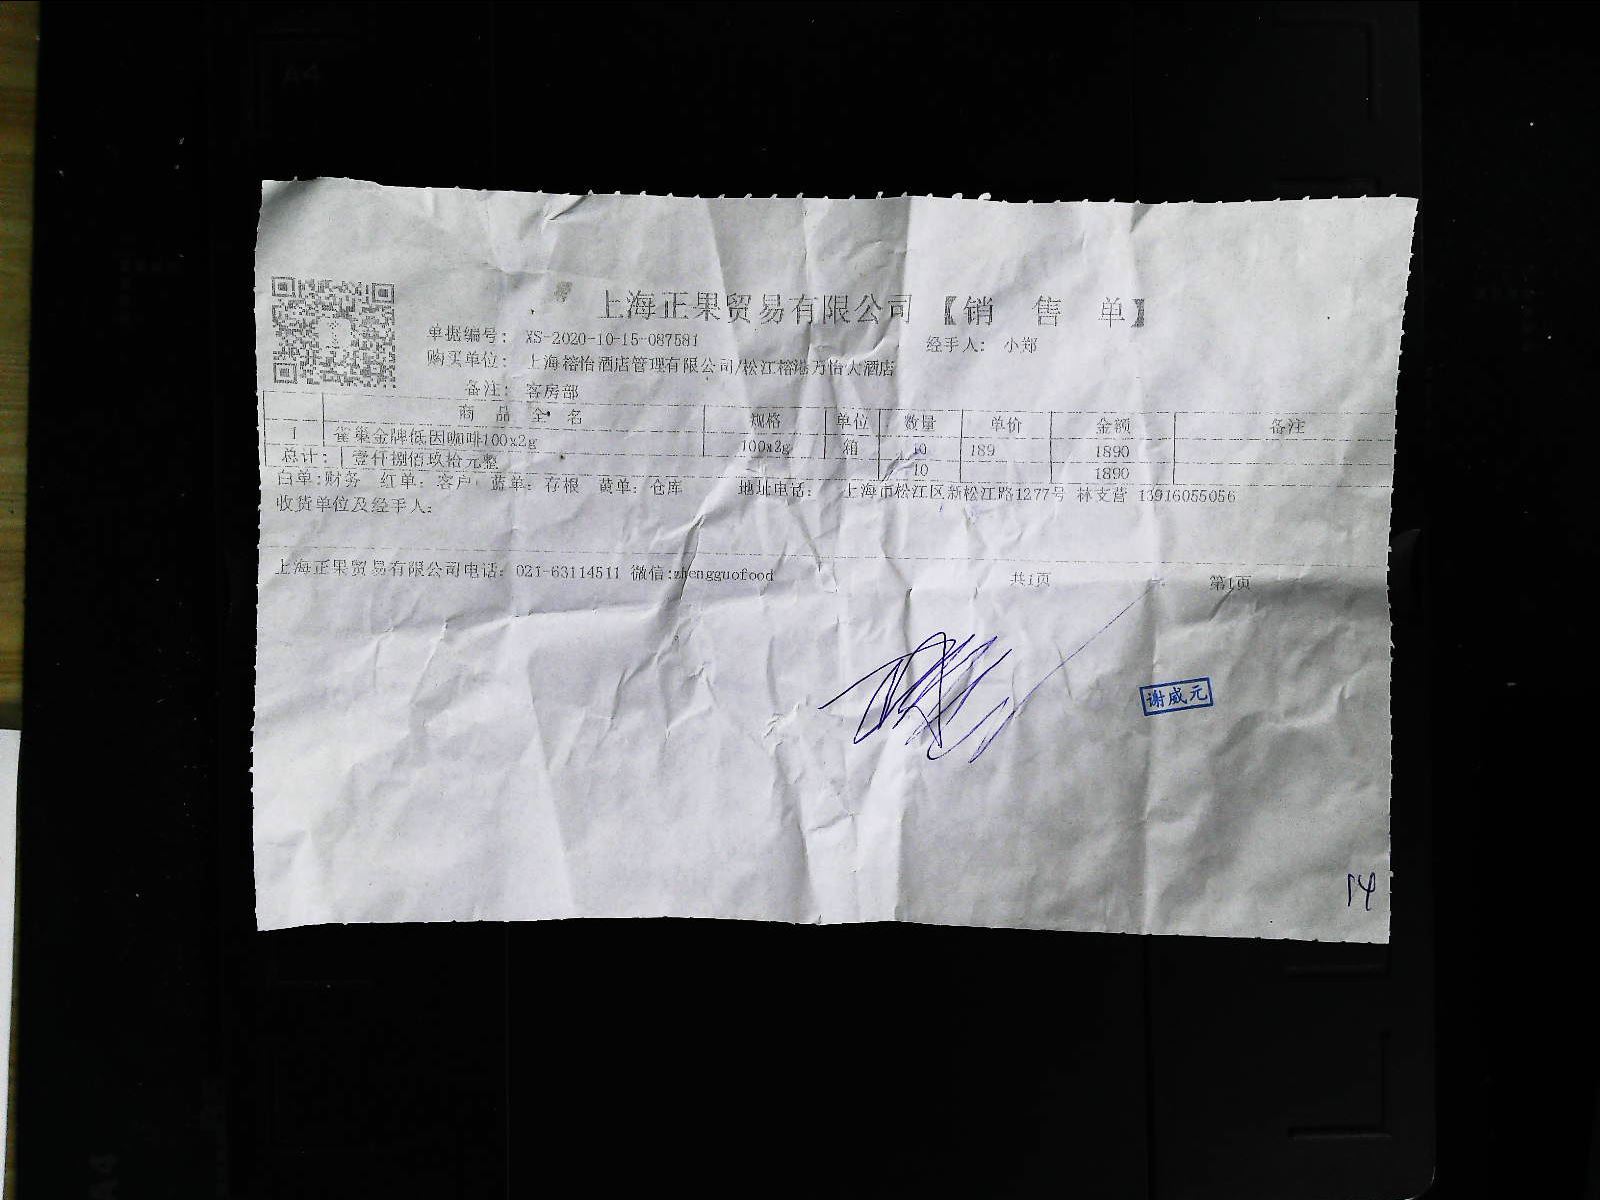 上海正果贸易有限公司 【销 售 单】
单据编号： XS-2020-10-15-087581 经手人： 小郑
购买单位： 上海榕怡酒店管理有限公司/松江榕港万怡大酒店
备注： 客房部
商 品 全 名 规格 单位 数量 单价 金额 备注
1 雀巢金牌低因咖啡100x2g 100x2g 箱 10 189 1890
总计： 壹仟捌佰玖拾元整 10 1890
白单：财务 红单：客户 蓝单：存根 黄单：仓库 地址电话： 上海市松江区新松江路1277号 林支营 13916055056
收货单位及经手人：
上海正果贸易有限公司电话：021-63114511 微信:zhengguofood 共1页 第1页
谢威元
14
A4
A4